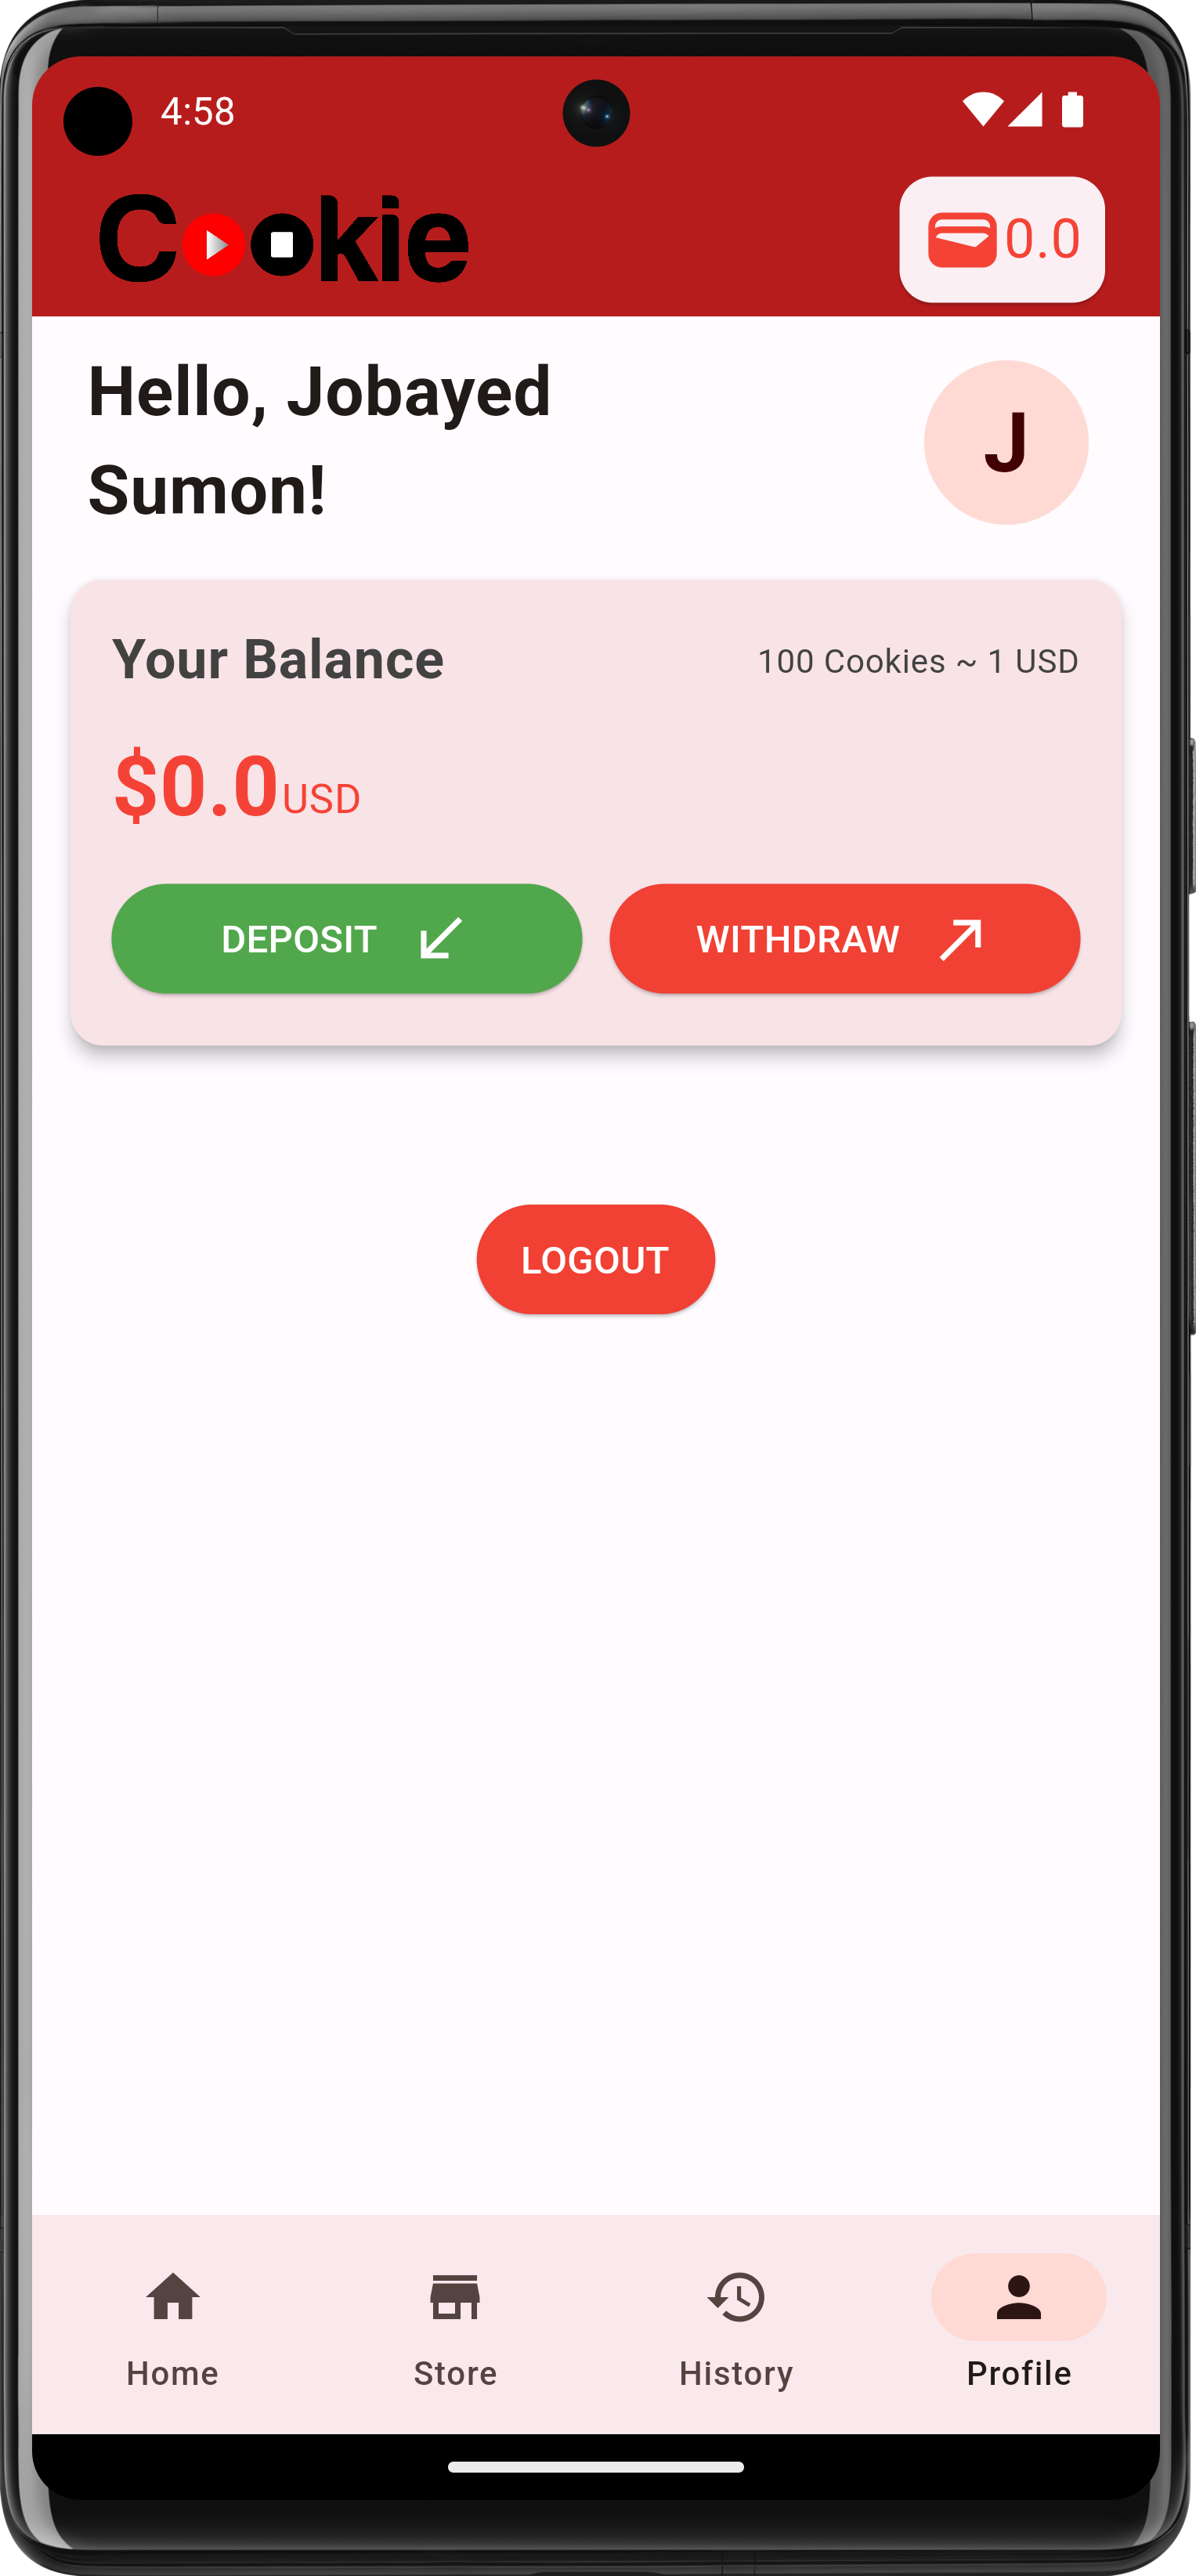 4:58
Cookie
0.0
Hello, Jobayed
Sumon!
J
Your Balance
100 Cookies ~ 1 USD
$0.0USD
DEPOSIT
WITHDRAW
LOGOUT
Home
Store
History
Profile